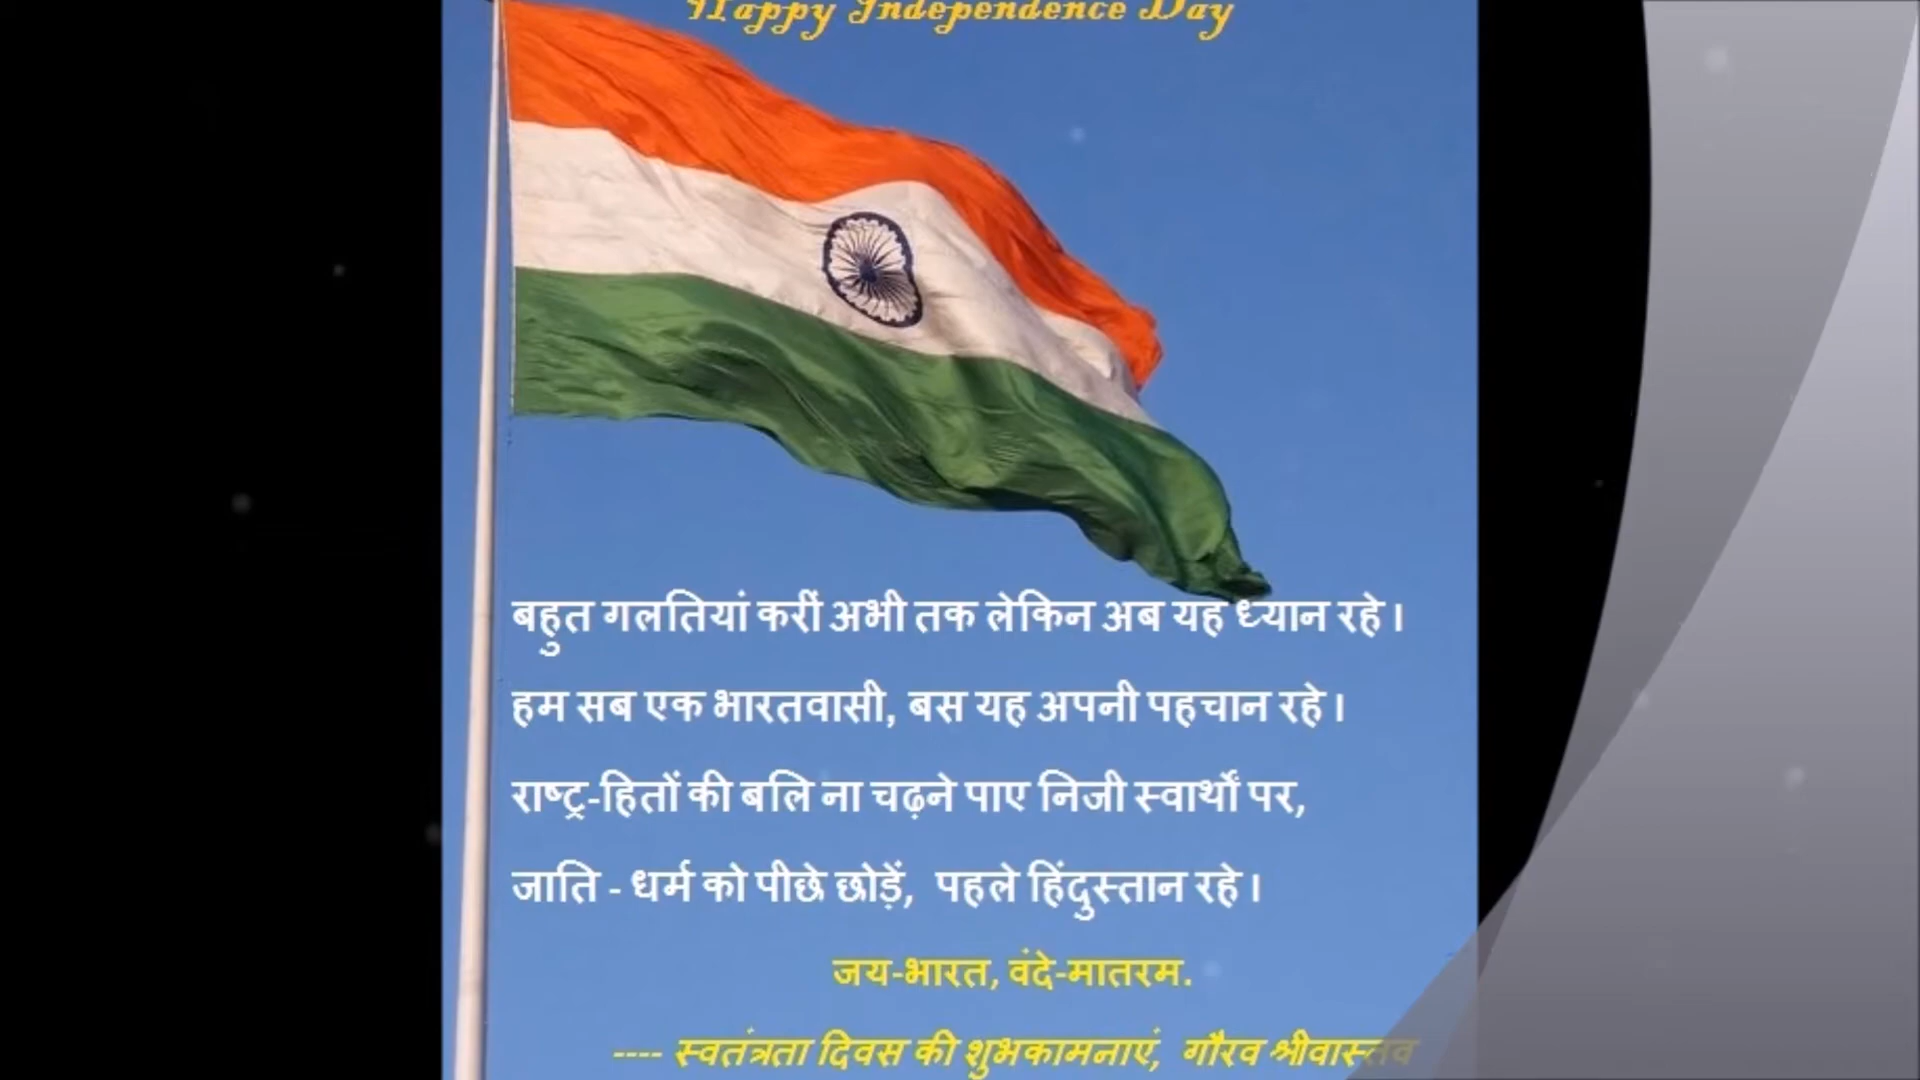 Happy Independence Day
बहुत गलतियां करीं अभी तक लेकिन अब यह ध्यान रहे।
हम सब एक भारतवासी, बस यह अपनी पहचान रहे।
राष्ट्र-हितों की बलि ना चढ़ने पाए निजी स्वार्थों पर,
जाति - धर्म को पीछे छोड़ें, पहले हिंदुस्तान रहे।
जय-भारत, वंदे-मातरम.
---- स्वतंत्रता दिवस की शुभकामनाएं, गौरव श्रीवास्तव